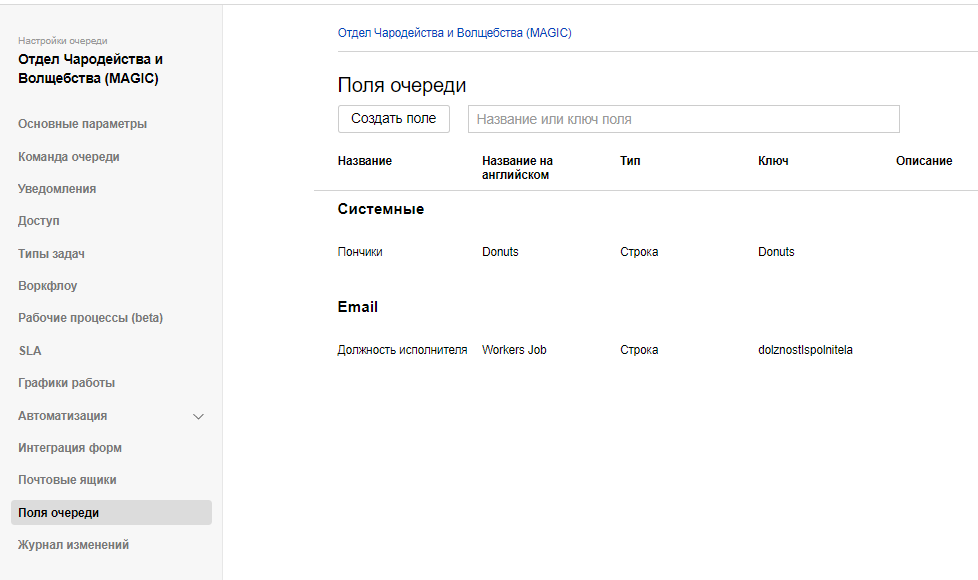 Настройки очереди
Отдел Чародейства и
Волщебства (MAGIC)
Основные параметры
Команда очереди
Уведомления
Доступ
Типы задач
Воркфлоу
Рабочие процессы (beta)
SLA
Графики работы
Автоматизация
Интеграция форм
Почтовые ящики
Поля очереди
Журнал изменений
Отдел Чародейства и Волщебства (MAGIC)
Поля очереди
Создать поле
Название или ключ поля
Название Название на английском Тип Ключ Описание
Системные
Пончики Donuts Строка Donuts
Email
Должность исполнителя Workers Job Строка dolznostIspolnitela